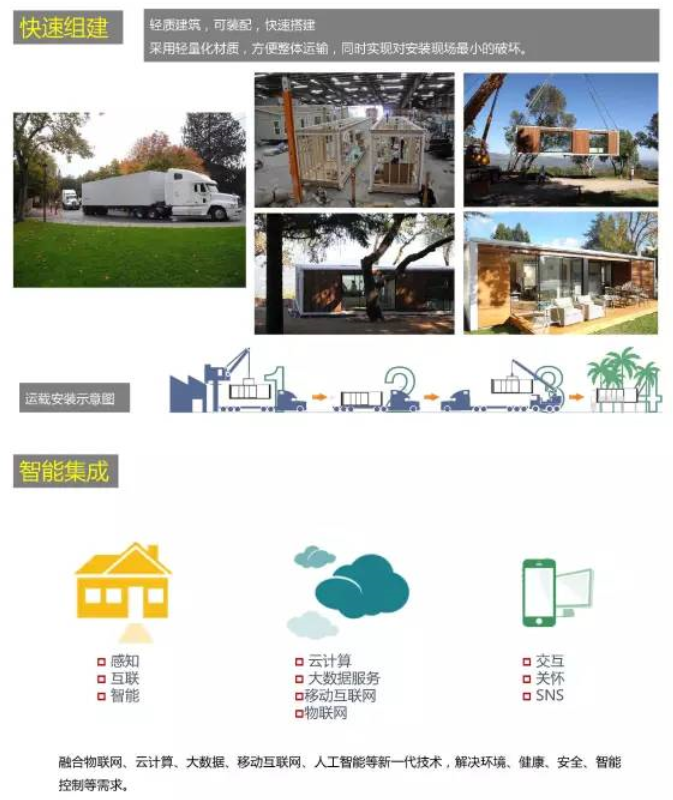 快速组建
轻质建筑，可装配，快速搭建
采用轻量化材质，方便整体运输，同时实现对安装现场最小的破坏。
运载安装示意图
1
2
3
4
智能集成
感知
互联
智能
云计算
大数据服务
移动互联网
物联网
交互
关怀
SNS
融合物联网、云计算、大数据、移动互联网、人工智能等新一代技术，解决环境、健康、安全、智能
控制等需求。